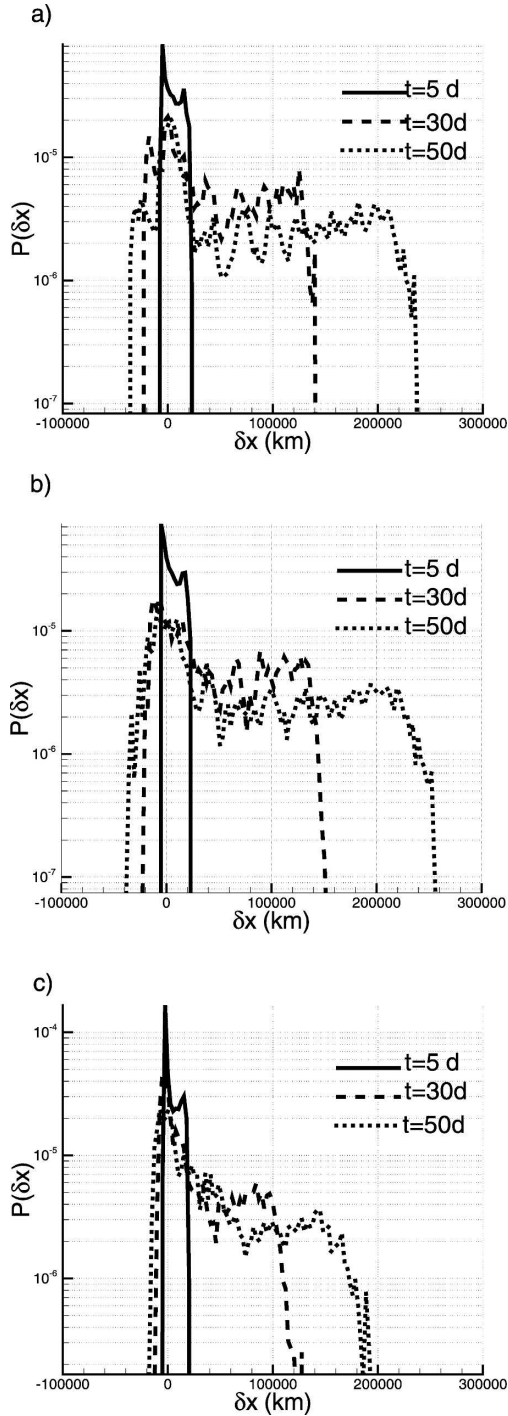 a)
P(δx)
10⁻⁵
10⁻⁶
10⁻⁷
t=5 d
t=30d
t=50d
-100000 0 100000 200000 300000
δx (km)
b)
P(δx)
10⁻⁵
10⁻⁶
10⁻⁷
t=5 d
t=30d
t=50d
-100000 0 100000 200000 300000
δx (km)
c)
P(δx)
10⁻⁴
10⁻⁵
10⁻⁶
t=5 d
t=30d
t=50d
-100000 0 100000 200000 300000
δx (km)